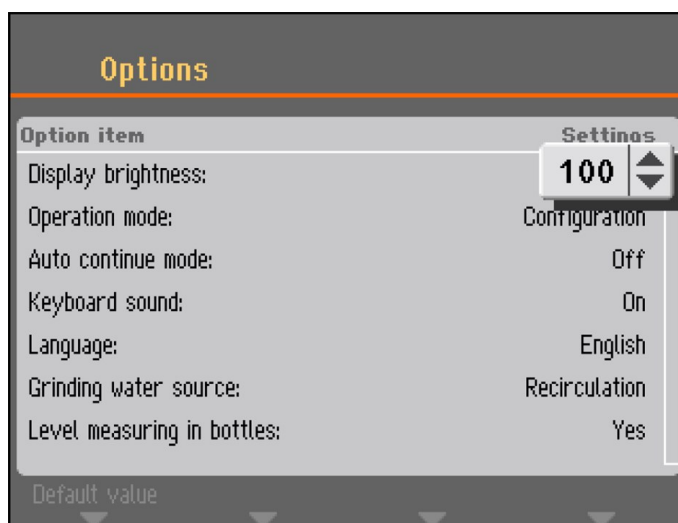 Options
Option item Settings
Display brightness: 100
Operation mode: Configuration
Auto continue mode: Off
Keyboard sound: On
Language: English
Grinding water source: Recirculation
Level measuring in bottles: Yes
Default value